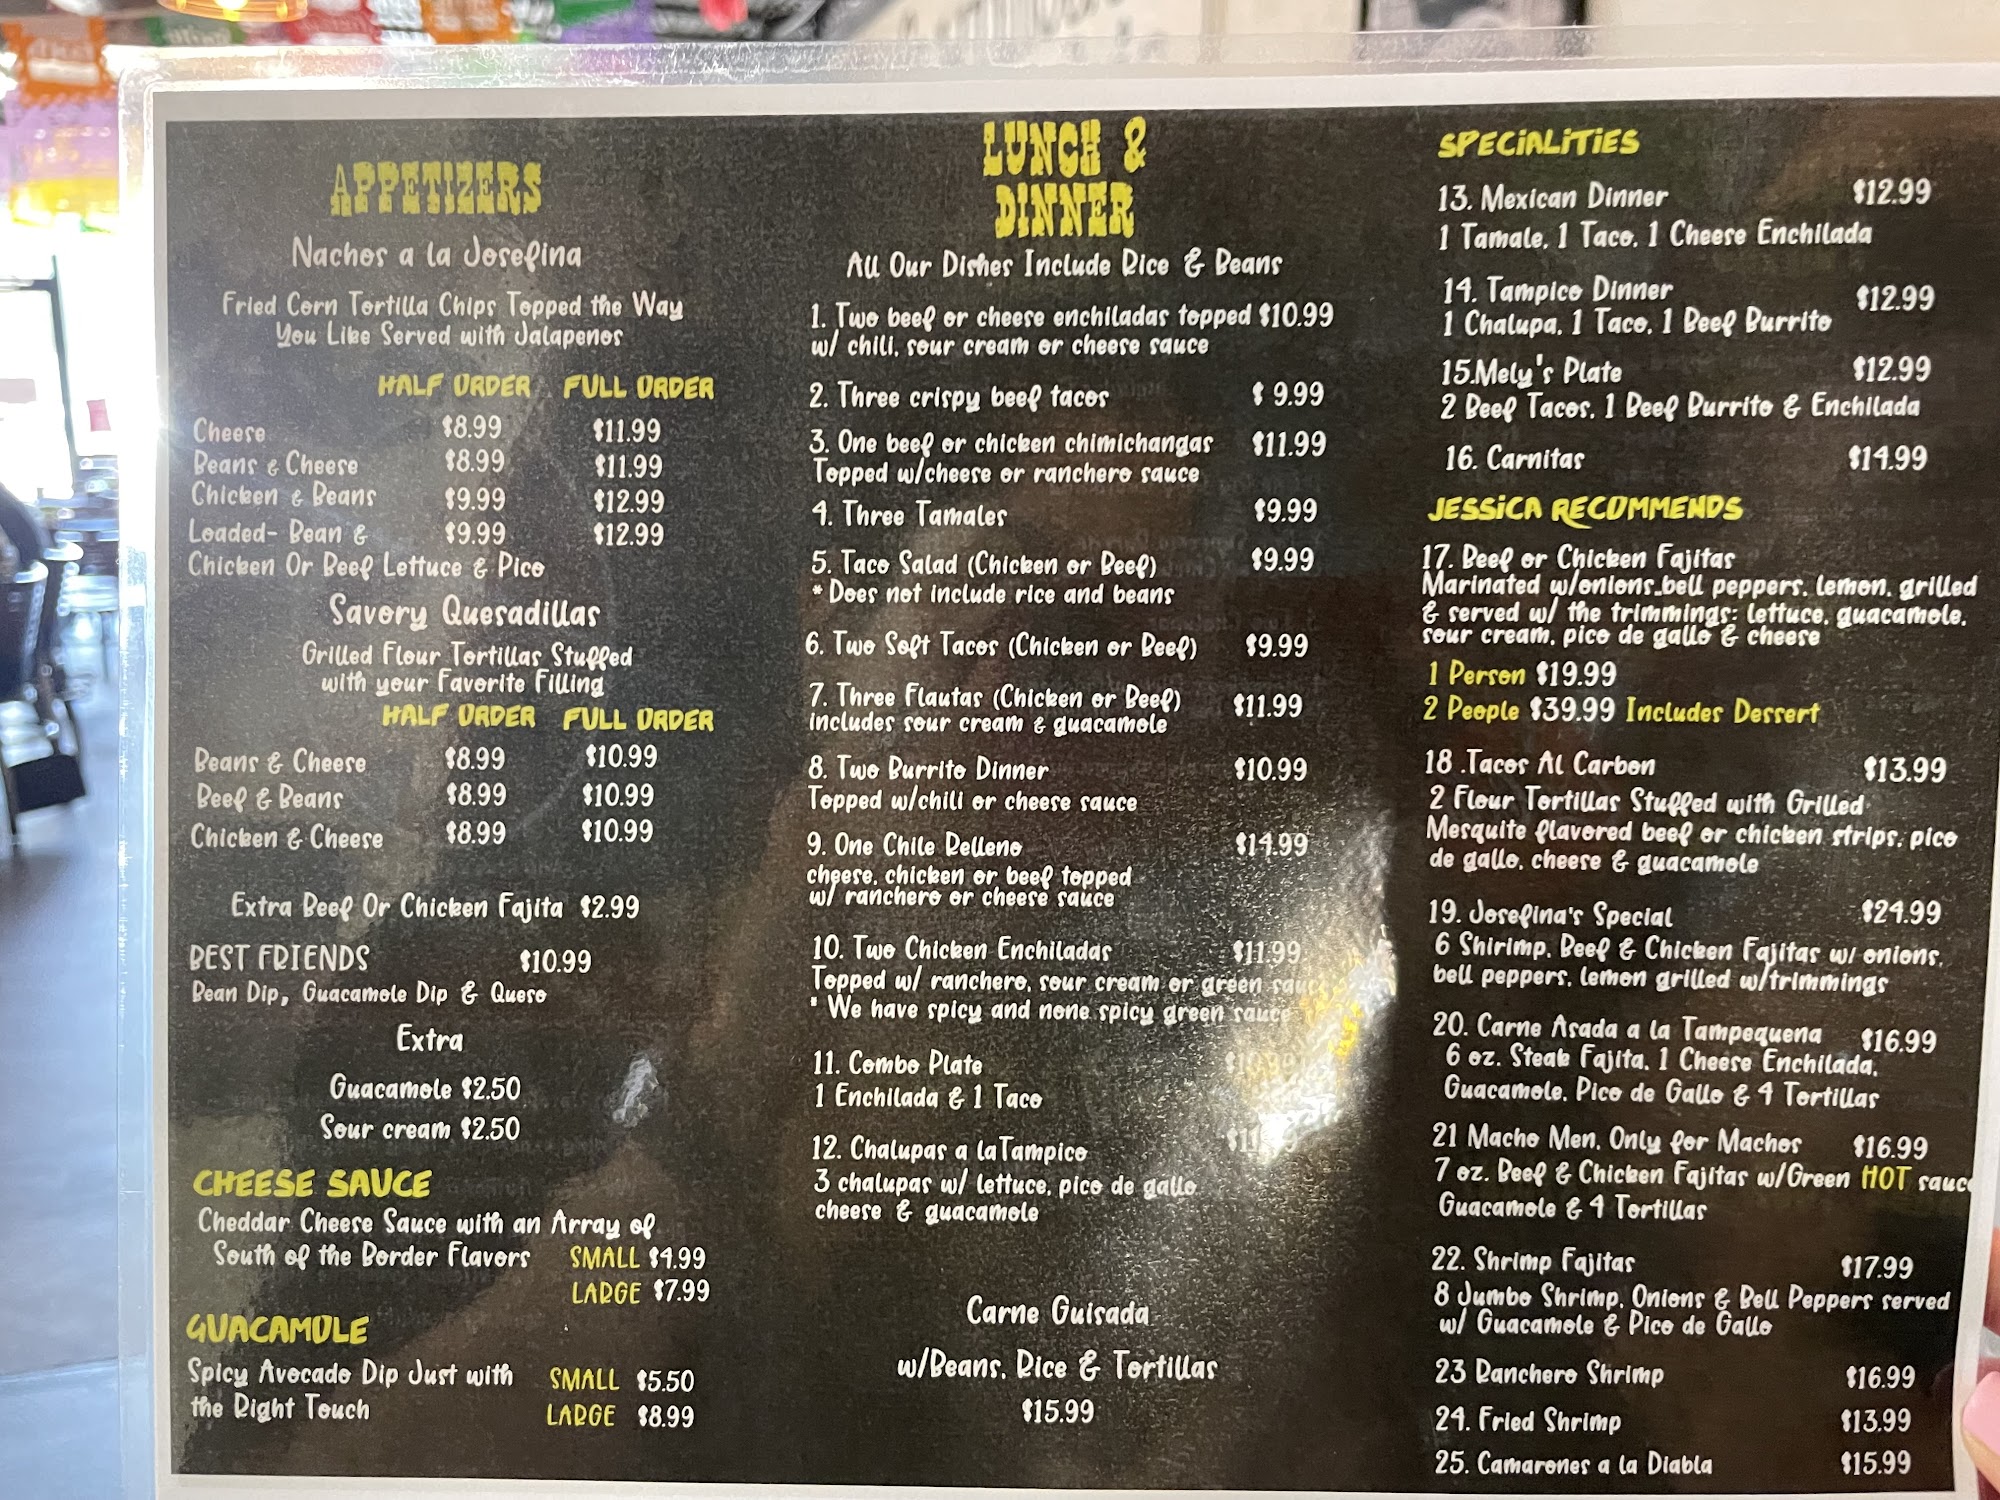 APPETIZERS
Nachos a la Josefina
Fried Corn Tortilla Chips Topped the Way
You Like Served with Jalapenos
HALF ORDER FULL ORDER
Cheese $8.99 $11.99
Beans & Cheese $8.99 $11.99
Chicken & Beans $9.99 $12.99
Loaded- Bean & $9.99 $12.99
Chicken Or Beef Lettuce & Pico
Savory Quesadillas
Grilled Flour Tortillas Stuffed
with your Favorite Filling
HALF ORDER FULL ORDER
Beans & Cheese $8.99 $10.99
Beef & Beans $8.99 $10.99
Chicken & Cheese $8.99 $10.99
Extra Beef Or Chicken Fajita $2.99
BEST FRIENDS $10.99
Bean Dip, Guacamole Dip & Queso
Extra
Guacamole $2.50
Sour cream $2.50
CHEESE SAUCE
Cheddar Cheese Sauce with an Array of
South of the Border Flavors SMALL $4.99
LARGE $7.99
GUACAMOLE
Spicy Avocado Dip Just with SMALL $5.50
the Right Touch LARGE $8.99
LUNCH &
DINNER
All Our Dishes Include Rice & Beans
1. Two beef or cheese enchiladas topped $10.99
w/ chili, sour cream or cheese sauce
2. Three crispy beef tacos $ 9.99
3. One beef or chicken chimichangas $11.99
Topped w/cheese or ranchero sauce
4. Three Tamales $9.99
5. Taco Salad (Chicken or Beef) $9.99
* Does not include rice and beans
6. Two Soft Tacos (Chicken or Beef) $9.99
7. Three Flautas (Chicken or Beef) $11.99
includes sour cream & guacamole
8. Two Burrito Dinner $10.99
Topped w/chili or cheese sauce
9. One Chile Relleno $14.99
cheese, chicken or beef topped
w/ ranchero or cheese sauce
10. Two Chicken Enchiladas $11.99
Topped w/ ranchero, sour cream or green sauce
* We have spicy and none spicy green sauce
11. Combo Plate
1 Enchilada & 1 Taco
12. Chalupas a laTampico
3 chalupas w/ lettuce, pico de gallo
cheese & guacamole
Carne Guisada
w/Beans, Rice & Tortillas
$15.99
SPECIALITIES
13. Mexican Dinner $12.99
1 Tamale, 1 Taco, 1 Cheese Enchilada
14. Tampico Dinner $12.99
1 Chalupa, 1 Taco, 1 Beef Burrito
15.Mely's Plate $12.99
2 Beef Tacos, 1 Beef Burrito & Enchilada
16. Carnitas $14.99
JESSICA RECOMMENDS
17. Beef or Chicken Fajitas
Marinated w/onions,,bell peppers, lemon, grilled
& served w/ the trimmings: lettuce, guacamole,
sour cream, pico de gallo & cheese
1 Person $19.99
2 People $39.99 Includes Dessert
18 .Tacos Al Carbon $13.99
2 Flour Tortillas Stuffed with Grilled
Mesquite flavored beef or chicken strips, pico
de gallo, cheese & guacamole
19. Josefina's Special $24.99
6 Shirimp, Beef & Chicken Fajitas w/ onions,
bell peppers, lemon grilled w/trimmings
20. Carne Asada a la Tampequena $16.99
6 oz. Steak Fajita, 1 Cheese Enchilada,
Guacamole, Pico de Gallo & 4 Tortillas
21 Macho Men, Only for Machos $16.99
7 oz. Beef & Chicken Fajitas w/Green HOT sauce
Guacamole & 4 Tortillas
22. Shrimp Fajitas $17.99
8 Jumbo Shrimp, Onions & Bell Peppers served
w/ Guacamole & Pico de Gallo
23 Ranchero Shrimp $16.99
24. Fried Shrimp $13.99
25. Camarones a la Diabla $15.99